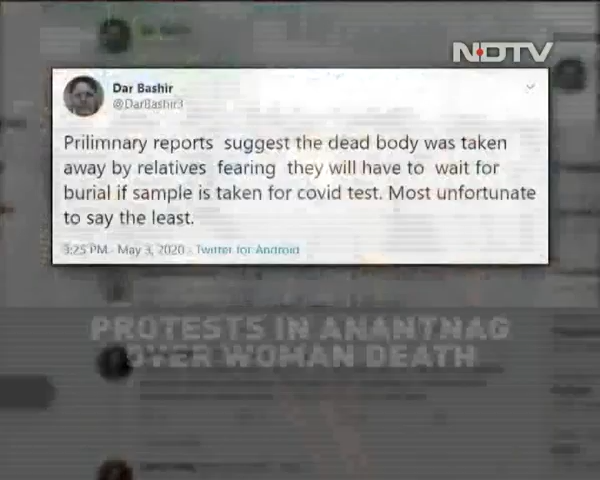 NDTV
Dar Bashir
@DarBashir3
Prilimnary reports suggest the dead body was taken
away by relatives fearing they will have to wait for
burial if sample is taken for covid test. Most unfortunate
to say the least.
3:25 PM · May 3, 2020 · Twitter for Android
PROTESTS IN ANANTNAG
OVER WOMAN DEATH